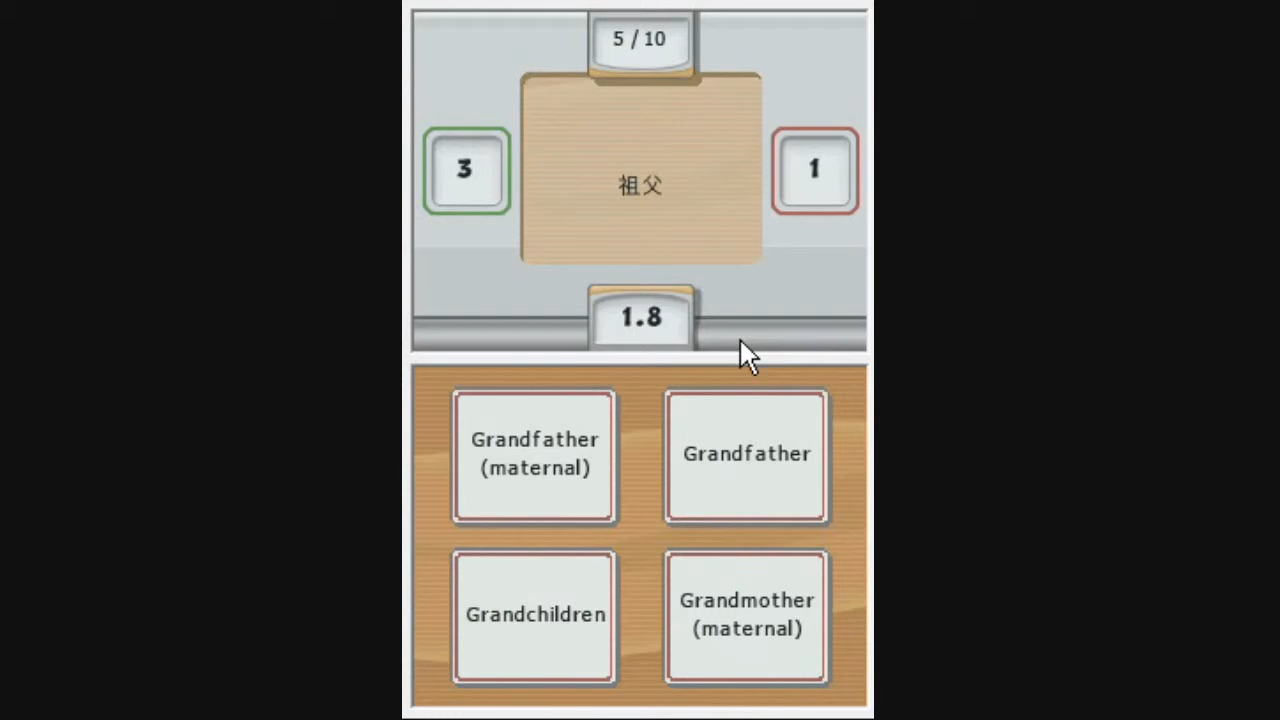 5 / 10
3
祖父
1
1.8
Grandfather
(maternal)
Grandfather
Grandchildren
Grandmother
(maternal)